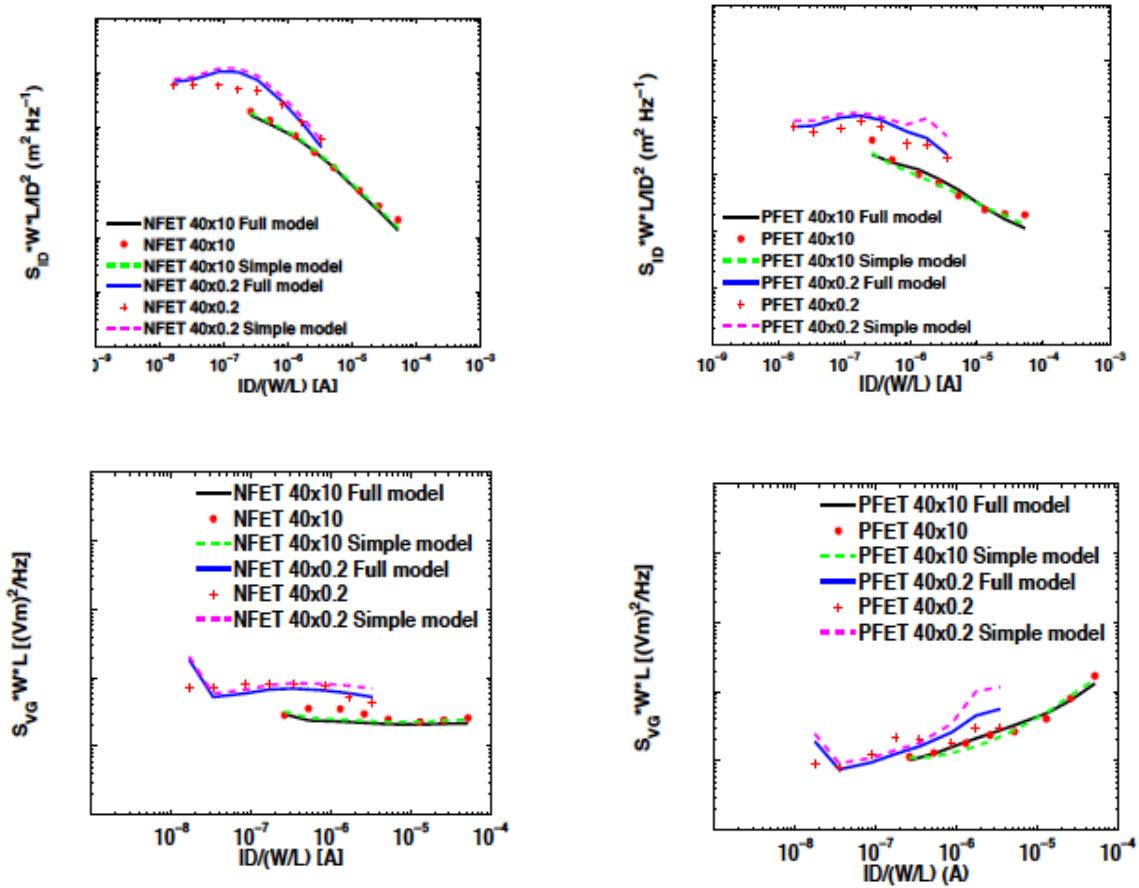 S_ID *W*L/ID² (m² Hz⁻¹)
NFET 40x10 Full model
NFET 40x10
NFET 40x10 Simple model
NFET 40x0.2 Full model
NFET 40x0.2
NFET 40x0.2 Simple model
10⁻⁸ 10⁻⁷ 10⁻⁶ 10⁻⁵ 10⁻⁴ 10⁻³
ID/(W/L) [A]
S_ID *W*L/ID² (m² Hz⁻¹)
PFET 40x10 Full model
PFET 40x10
PFET 40x10 Simple model
PFET 40x0.2 Full model
PFET 40x0.2
PFET 40x0.2 Simple model
10⁻⁹ 10⁻⁸ 10⁻⁷ 10⁻⁶ 10⁻⁵ 10⁻⁴ 10⁻³
ID/(W/L) [A]
S_VG *W*L [(Vm)²/Hz]
NFET 40x10 Full model
NFET 40x10
NFET 40x10 Simple model
NFET 40x0.2 Full model
NFET 40x0.2
NFET 40x0.2 Simple model
10⁻⁸ 10⁻⁷ 10⁻⁶ 10⁻⁵ 10⁻⁴
ID/(W/L) [A]
S_VG *W*L [(Vm)²/Hz]
PFET 40x10 Full model
PFET 40x10
PFET 40x10 Simple model
PFET 40x0.2 Full model
PFET 40x0.2
PFET 40x0.2 Simple model
10⁻⁸ 10⁻⁷ 10⁻⁶ 10⁻⁵ 10⁻⁴
ID/(W/L) (A)